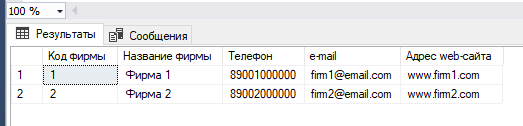 100 %
Результаты Сообщения
Код фирмы Название фирмы Телефон e-mail Адрес web-сайта
1 1 Фирма 1 89001000000 firm1@email.com www.firm1.com
2 2 Фирма 2 89002000000 firm2@email.com www.firm2.com